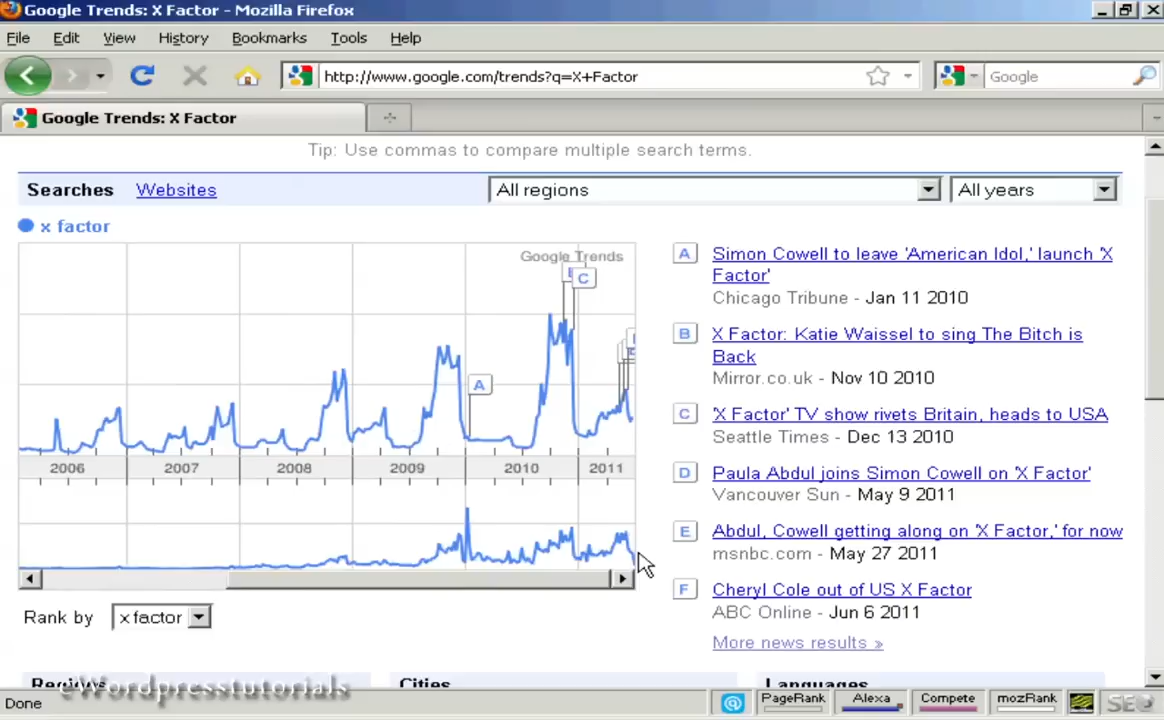 Google Trends: X Factor - Mozilla Firefox
File Edit View History Bookmarks Tools Help
http://www.google.com/trends?q=X+Factor
Google
Google Trends: X Factor
Tip: Use commas to compare multiple search terms.
Searches Websites All regions All years
x factor
Google Trends
C
A
2006 2007 2008 2009 2010 2011
Rank by x factor
A Simon Cowell to leave 'American Idol,' launch 'X
Factor'
Chicago Tribune - Jan 11 2010
B X Factor: Katie Waissel to sing The Bitch is
Back
Mirror.co.uk - Nov 10 2010
C 'X Factor' TV show rivets Britain, heads to USA
Seattle Times - Dec 13 2010
D Paula Abdul joins Simon Cowell on 'X Factor'
Vancouver Sun - May 9 2011
E Abdul, Cowell getting along on 'X Factor,' for now
msnbc.com - May 27 2011
F Cheryl Cole out of US X Factor
ABC Online - Jun 6 2011
More news results »
Regions Cities Languages
eWordpresstutorials
Done @ PageRank Alexa Compete mozRank SEO